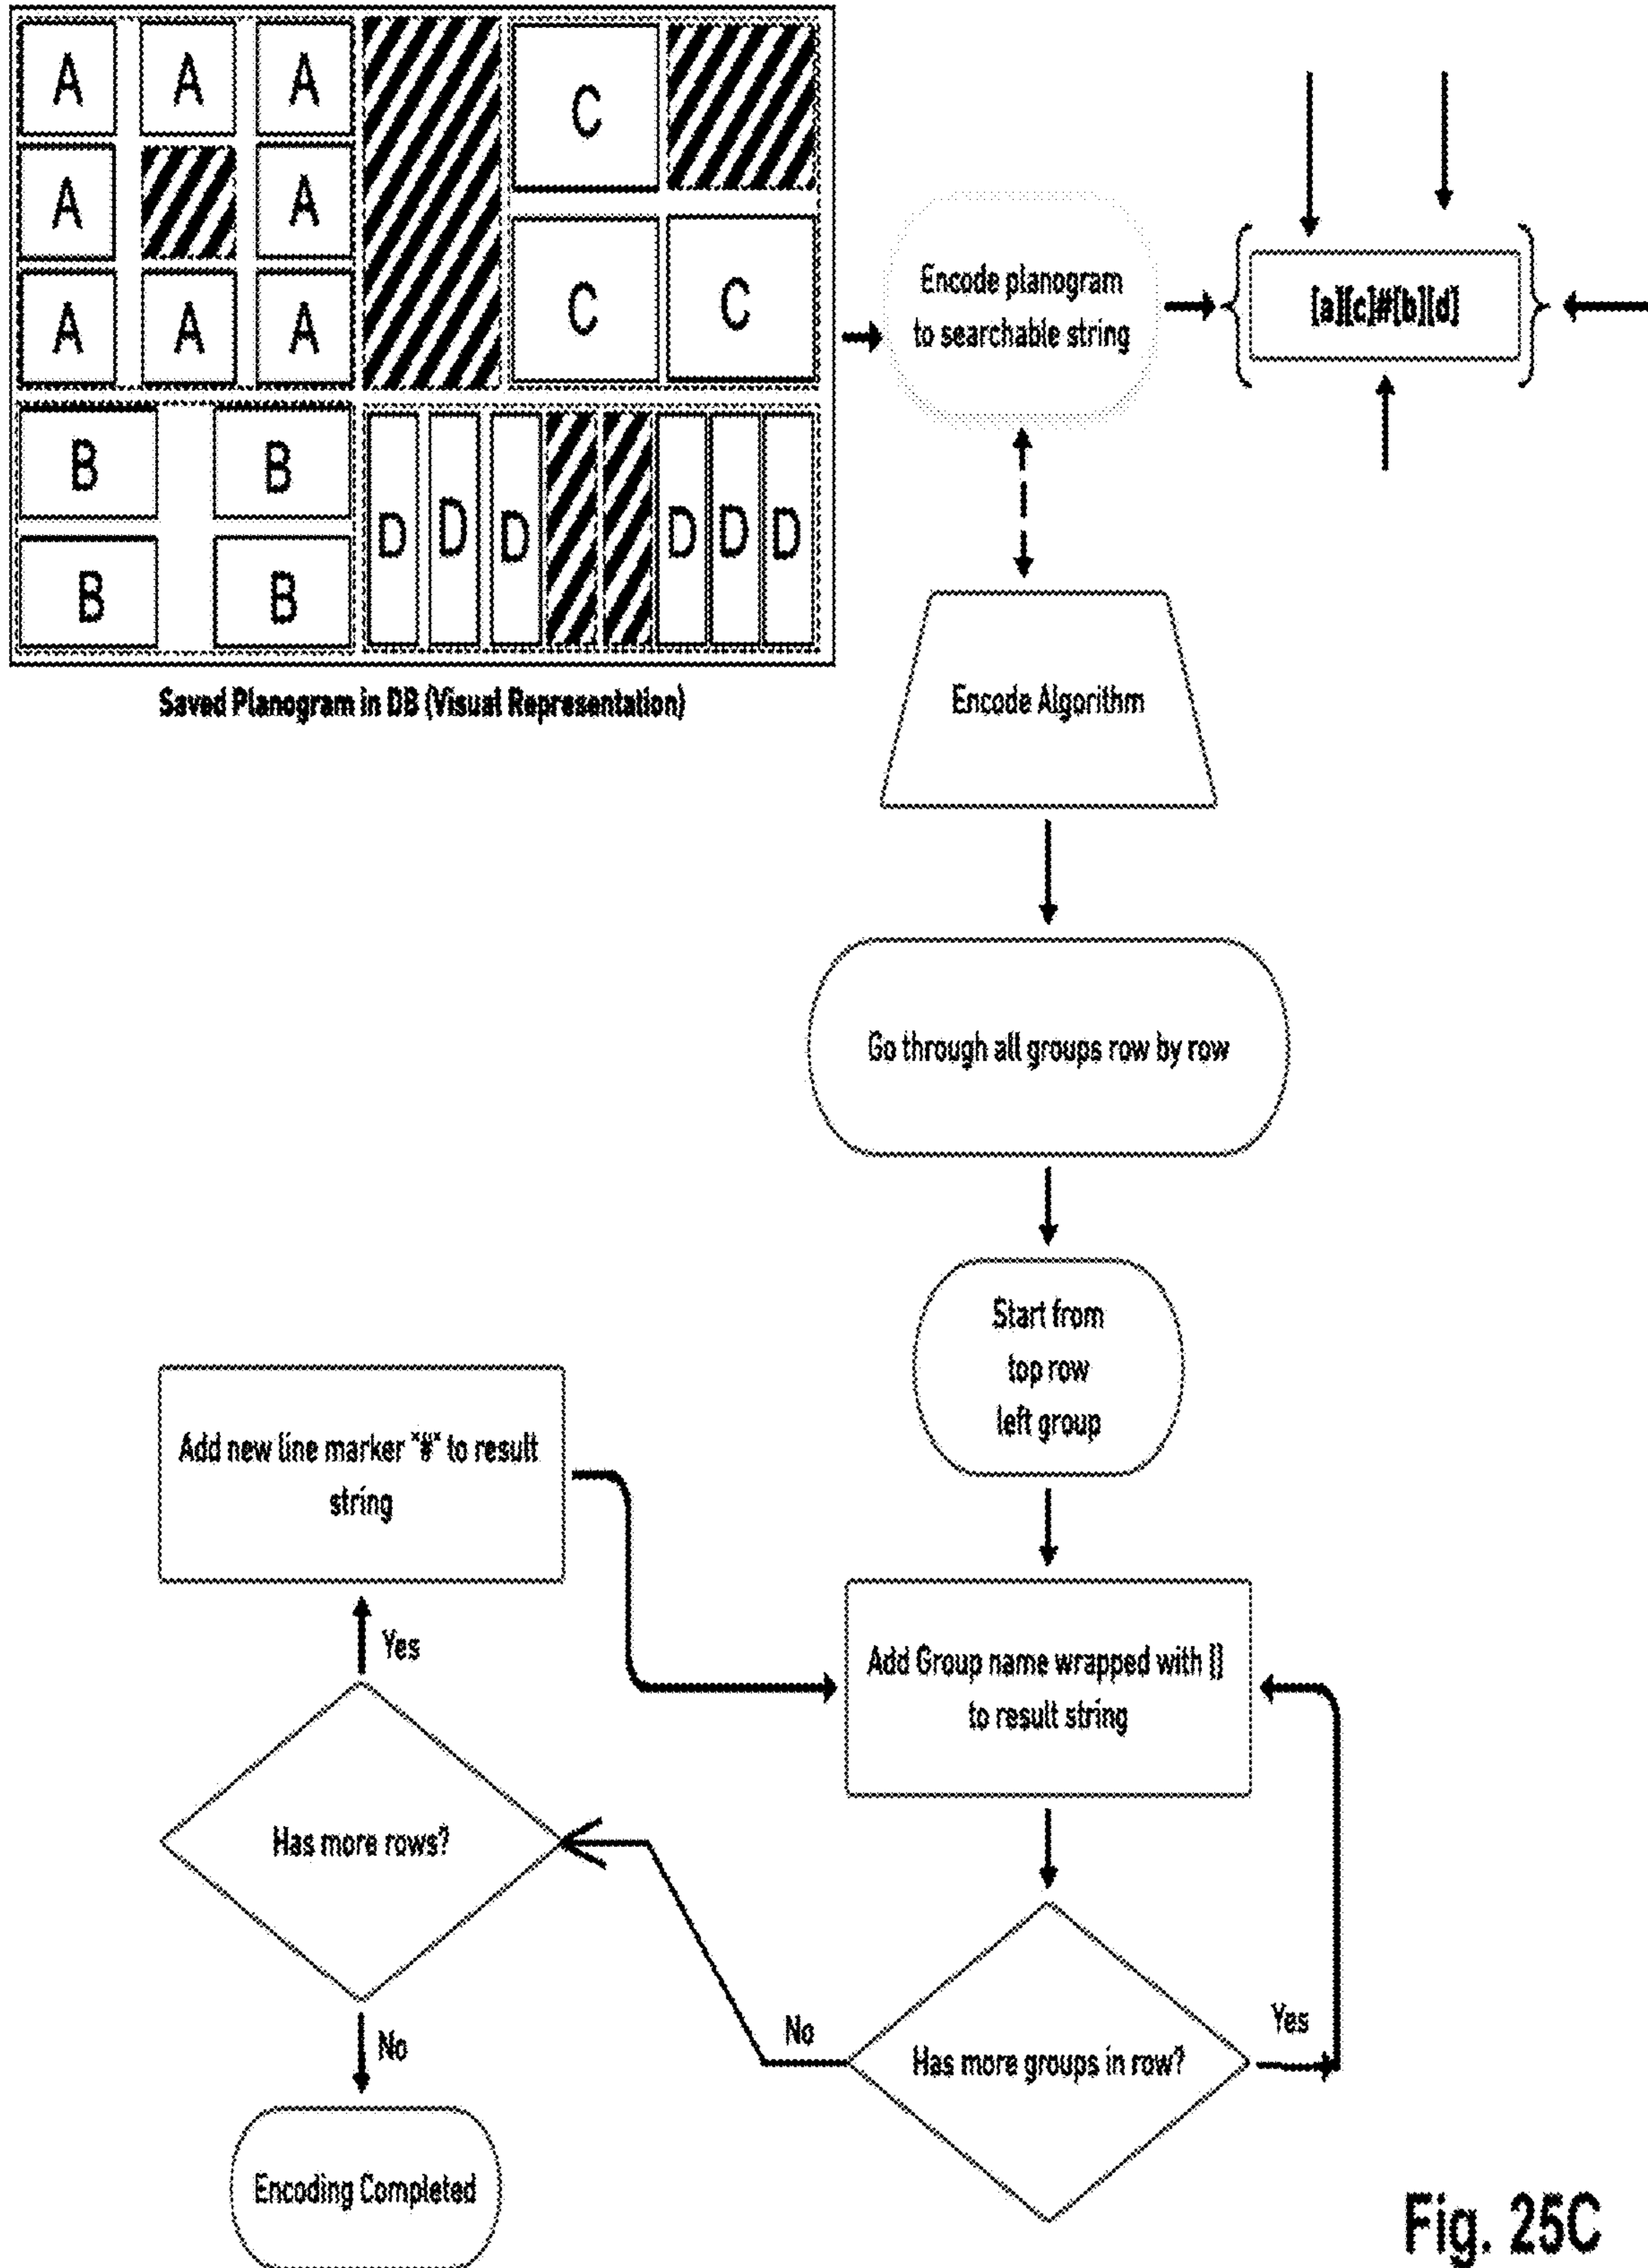 A A A
C
A A
A A A
C C
B B
D D D D D D
B B
Saved Planogram in DB (Visual Representation)
Encode planogram
to searchable string
[a][c]#[b][d]
Encode Algorithm
Go through all groups row by row
Start from
top row
left group
Add new line marker "#" to result
string
Yes
Add Group name wrapped with []
to result string
Has more rows?
No
Encoding Completed
No
Has more groups in row?
Yes
Fig. 25C